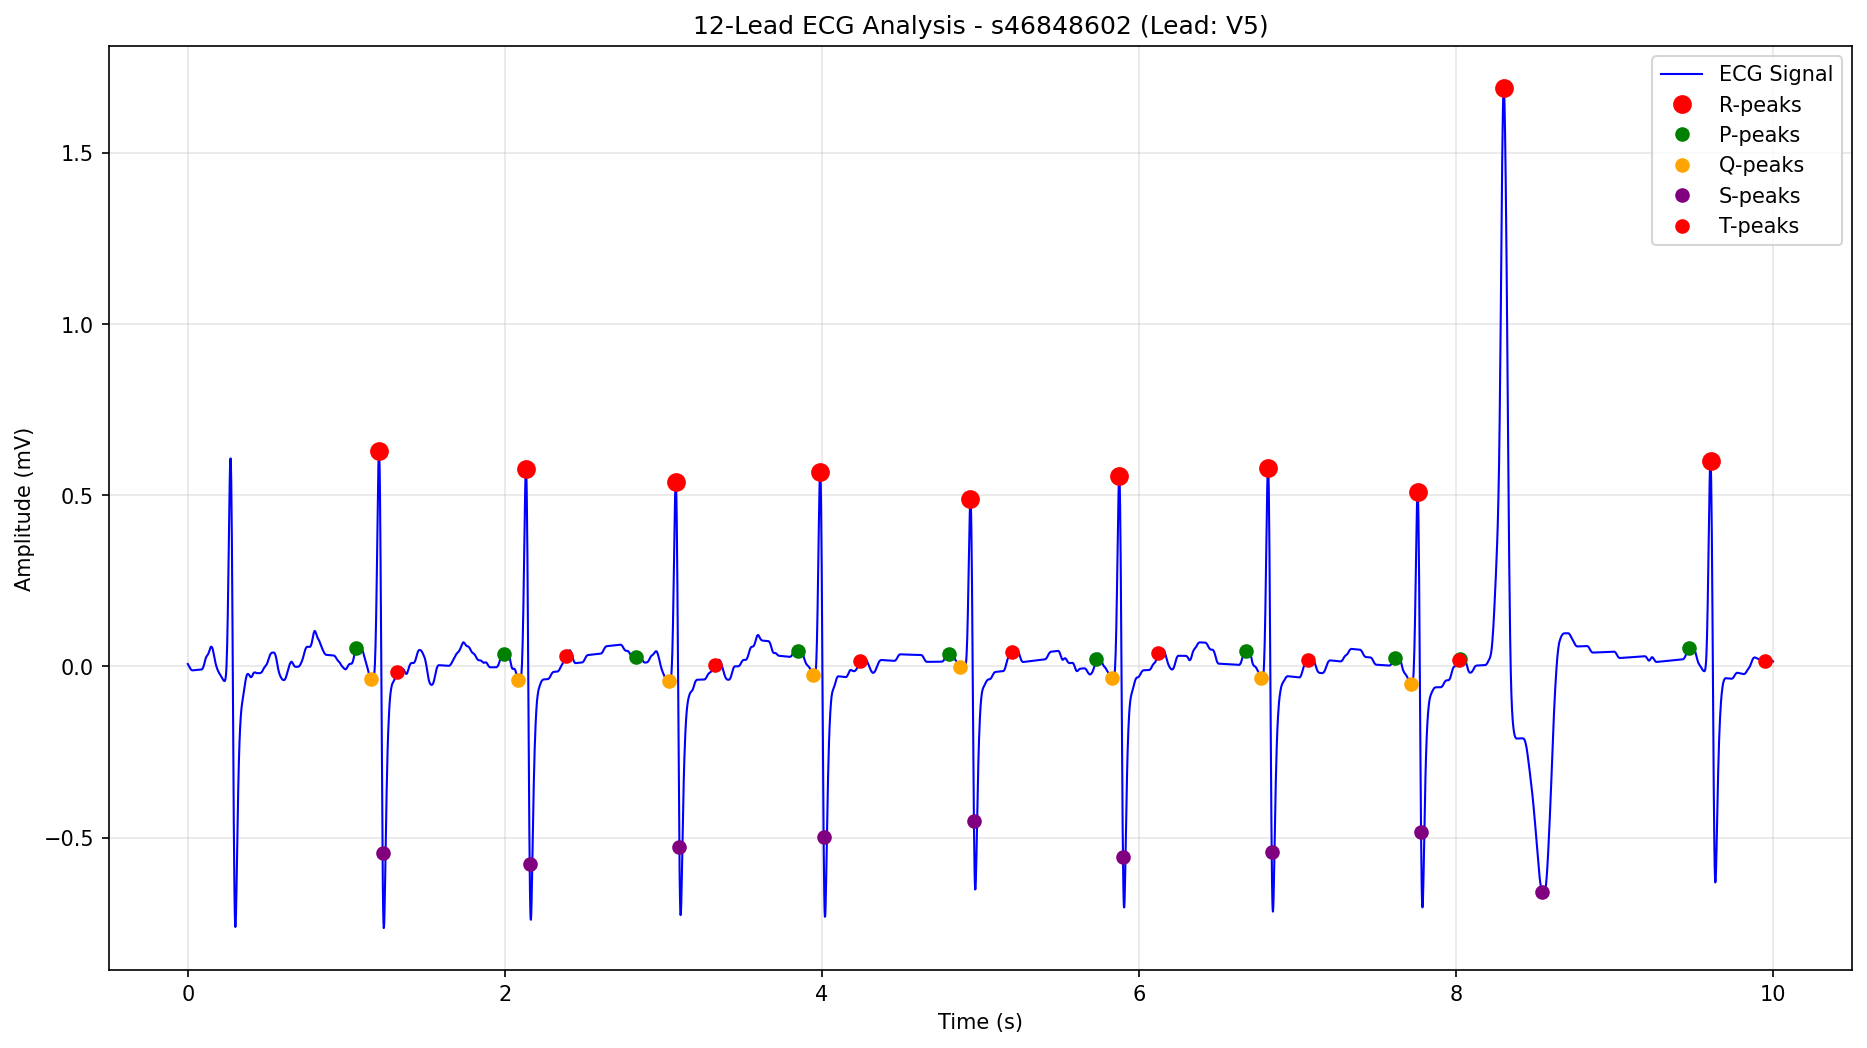 12-Lead ECG Analysis - s46848602 (Lead: V5)
ECG Signal
R-peaks
P-peaks
Q-peaks
S-peaks
T-peaks
Amplitude (mV)
1.5
1.0
0.5
0.0
−0.5
0 2 4 6 8 10
Time (s)